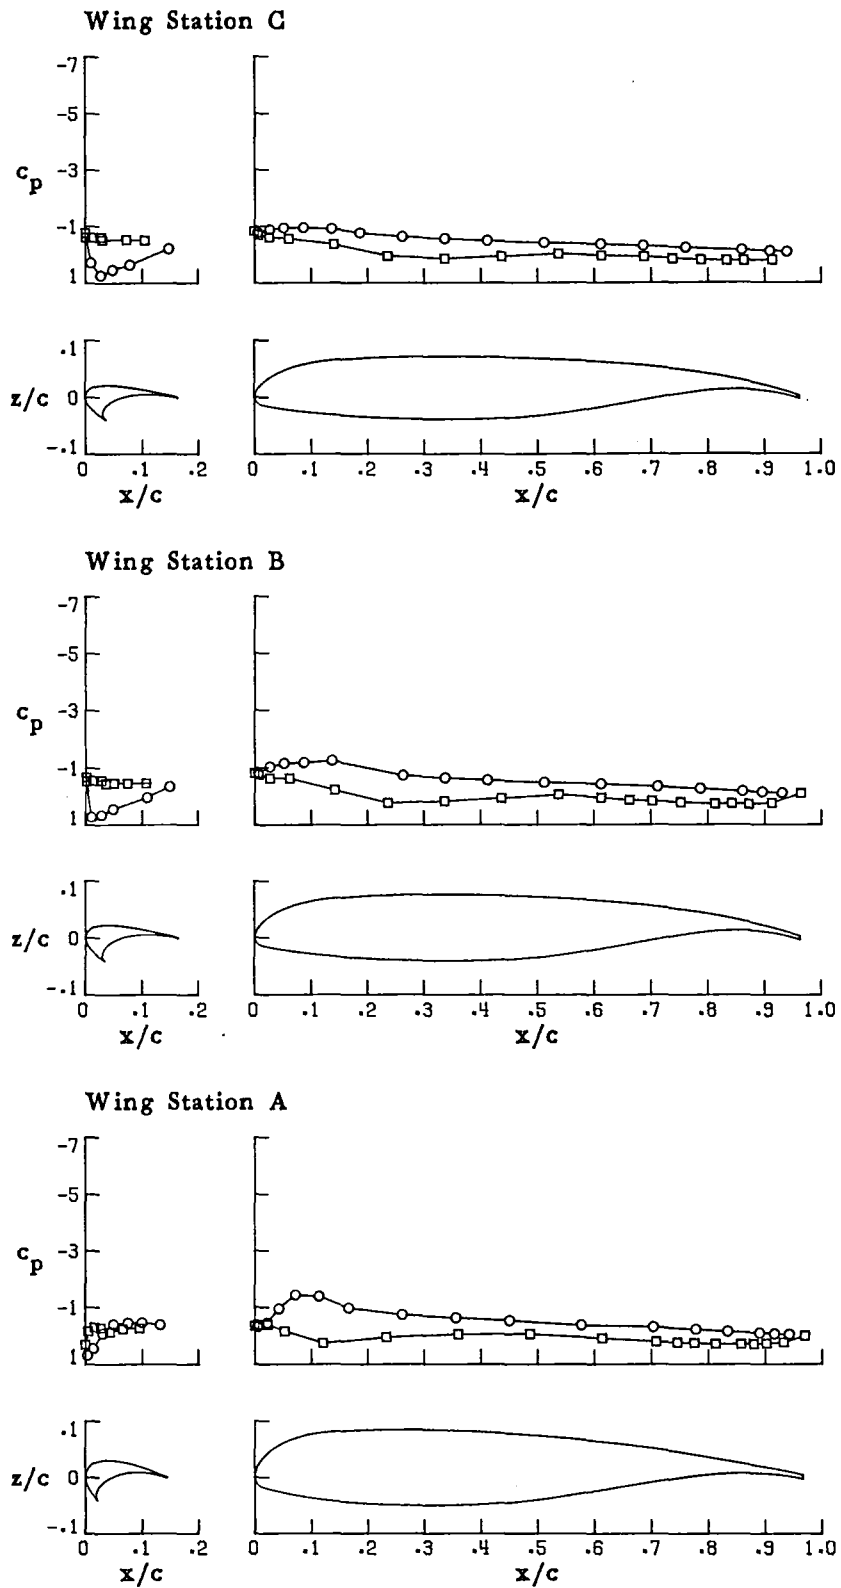 Wing Station C
-7
-5
-3
c_p
-1
1
.1
z/c 0
-.1
0 .1 .2 0 .1 .2 .3 .4 .5 .6 .7 .8 .9 1.0
x/c x/c
Wing Station B
-7
-5
-3
c_p
-1
1
.1
z/c 0
-.1
0 .1 .2 0 .1 .2 .3 .4 .5 .6 .7 .8 .9 1.0
x/c x/c
Wing Station A
-7
-5
-3
c_p
-1
1
.1
z/c 0
-.1
0 .1 .2 0 .1 .2 .3 .4 .5 .6 .7 .8 .9 1.0
x/c x/c